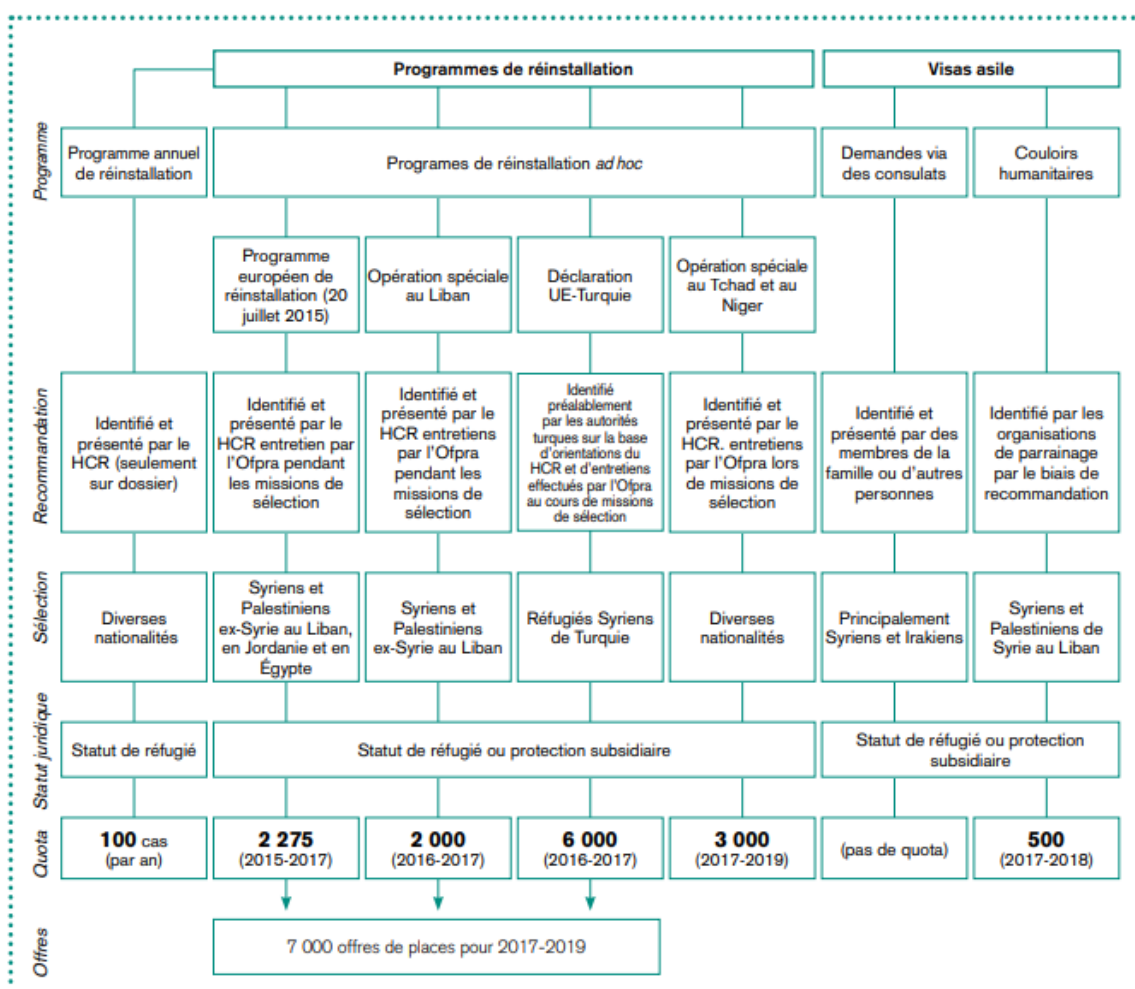 Programmes de réinstallation
Visas asile
Programme
Programme annuel
de réinstallation
Programes de réinstallation ad hoc
Demandes via
des consulats
Couloirs
humanitaires
Programme
européen de
réinstallation (20
juillet 2015)
Opération spéciale
au Liban
Déclaration
UE-Turquie
Opération spéciale
au Tchad et au
Niger
Recommandation
Identifié et
présenté par le
HCR (seulement
sur dossier)
Identifié et
présenté par le
HCR entretien par
l'Ofpra pendant
les missions de
sélection
Identifié et
présenté par le
HCR entretiens
par l'Ofpra
pendant les
missions de
sélection
Identifié
préalablement
par les autorités
turques sur la base
d'orientations du
HCR et d'entretiens
effectués par l'Ofpra
au cours de missions
de sélection
Identifié et
présenté par le
HCR. entretiens
par l'Ofpra lors
de missions de
sélection
Identifié et
présenté par des
membres de la
famille ou d'autres
personnes
Identifié par les
organisations
de parrainage
par le biais de
recommandation
Sélection
Diverses
nationalités
Syriens et
Palestiniens
ex-Syrie au Liban,
en Jordanie et en
Égypte
Syriens et
Palestiniens
ex-Syrie au Liban
Réfugiés Syriens
de Turquie
Diverses
nationalités
Principalement
Syriens et Irakiens
Syriens et
Palestiniens de
Syrie au Liban
Statut juridique
Statut de réfugié
Statut de réfugié ou protection subsidiaire
Statut de réfugié ou protection
subsidiaire
Quota
100 cas
(par an)
2 275
(2015-2017)
2 000
(2016-2017)
6 000
(2016-2017)
3 000
(2017-2019)
(pas de quota)
500
(2017-2018)
Offres
7 000 offres de places pour 2017-2019